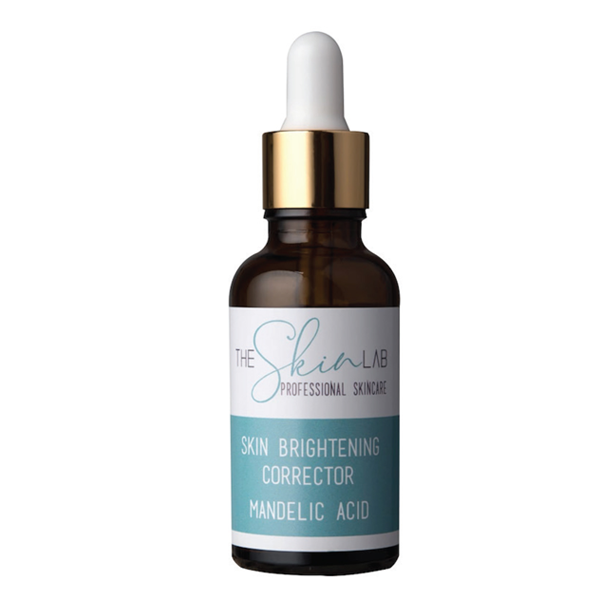 THE Skin LAB
PROFESSIONAL SKINCARE
SKIN BRIGHTENING
CORRECTOR
MANDELIC ACID